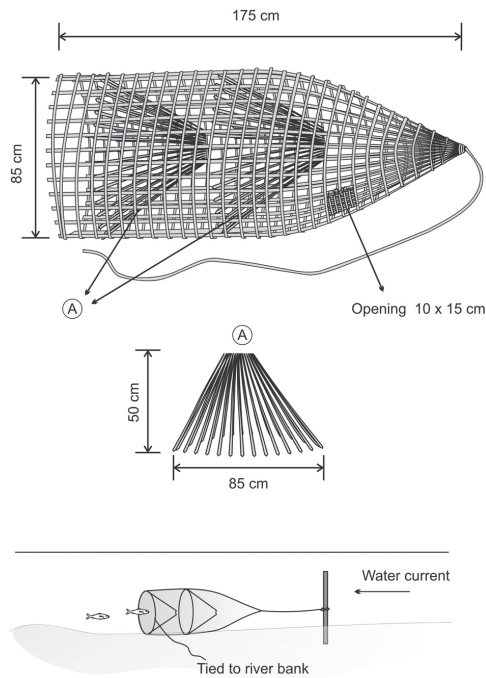 175 cm
85 cm
A
Opening 10 x 15 cm
A
50 cm
85 cm
Water current
Tied to river bank